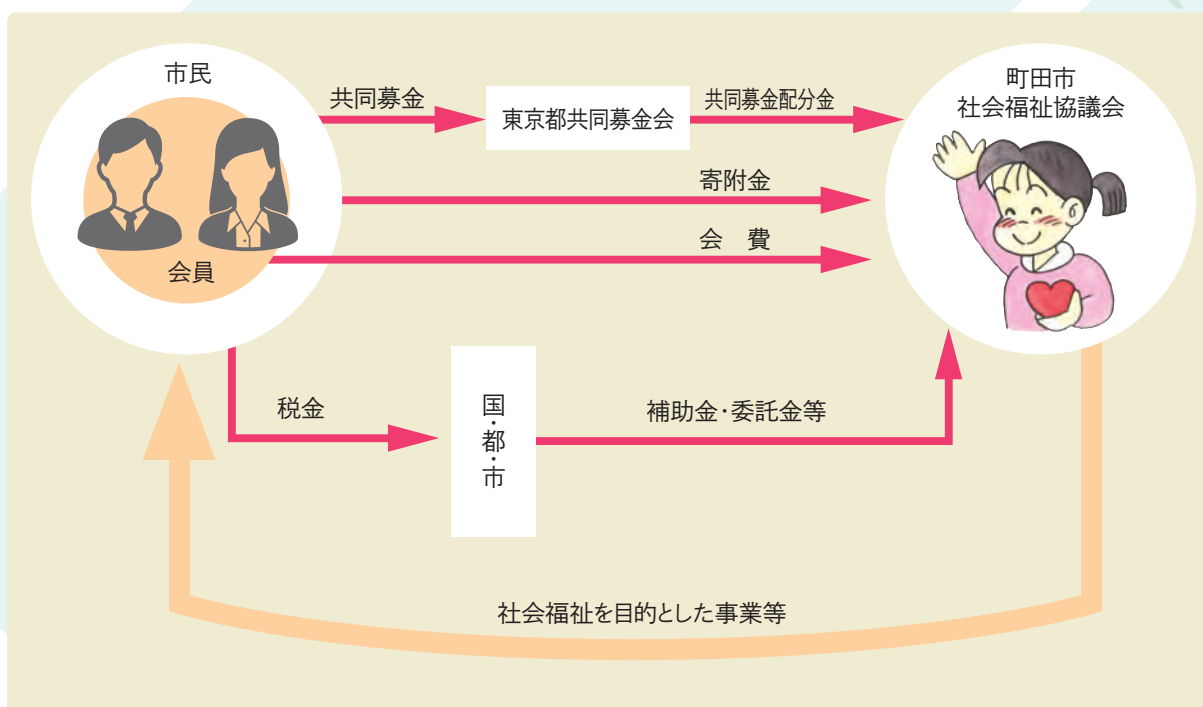 市民
会員
共同募金
東京都共同募金会
共同募金配分金
町田市
社会福祉協議会
寄附金
会　費
税金
国・都・市
補助金・委託金等
社会福祉を目的とした事業等